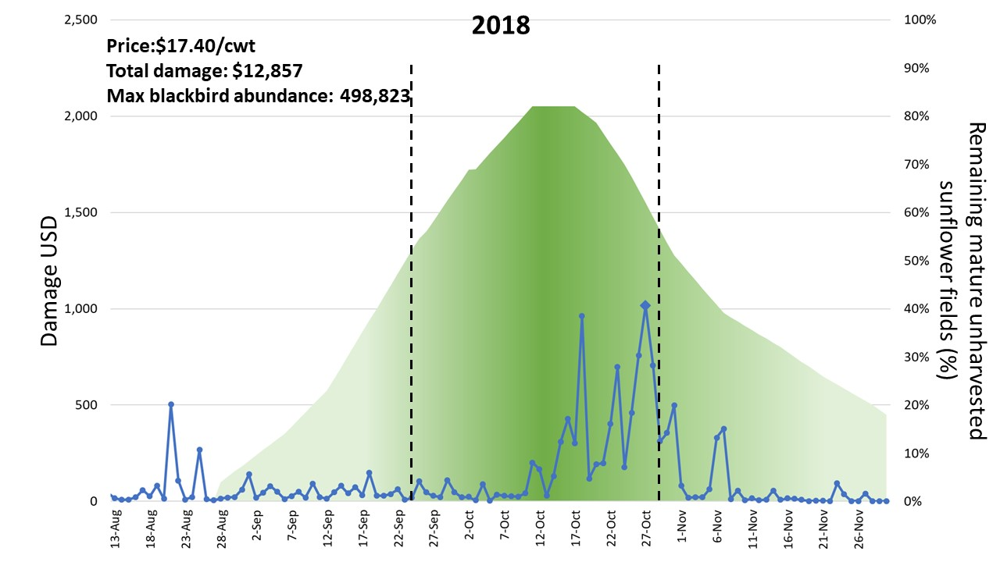 2018
Price:$17.40/cwt
Total damage: $12,857
Max blackbird abundance: 498,823
Damage USD
2,500
2,000
1,500
1,000
500
0
100%
90%
80%
70%
60%
50%
40%
30%
20%
10%
0%
Remaining mature unharvested
sunflower fields (%)
13-Aug
18-Aug
23-Aug
28-Aug
2-Sep
7-Sep
12-Sep
17-Sep
22-Sep
27-Sep
2-Oct
7-Oct
12-Oct
17-Oct
22-Oct
27-Oct
1-Nov
6-Nov
11-Nov
16-Nov
21-Nov
26-Nov